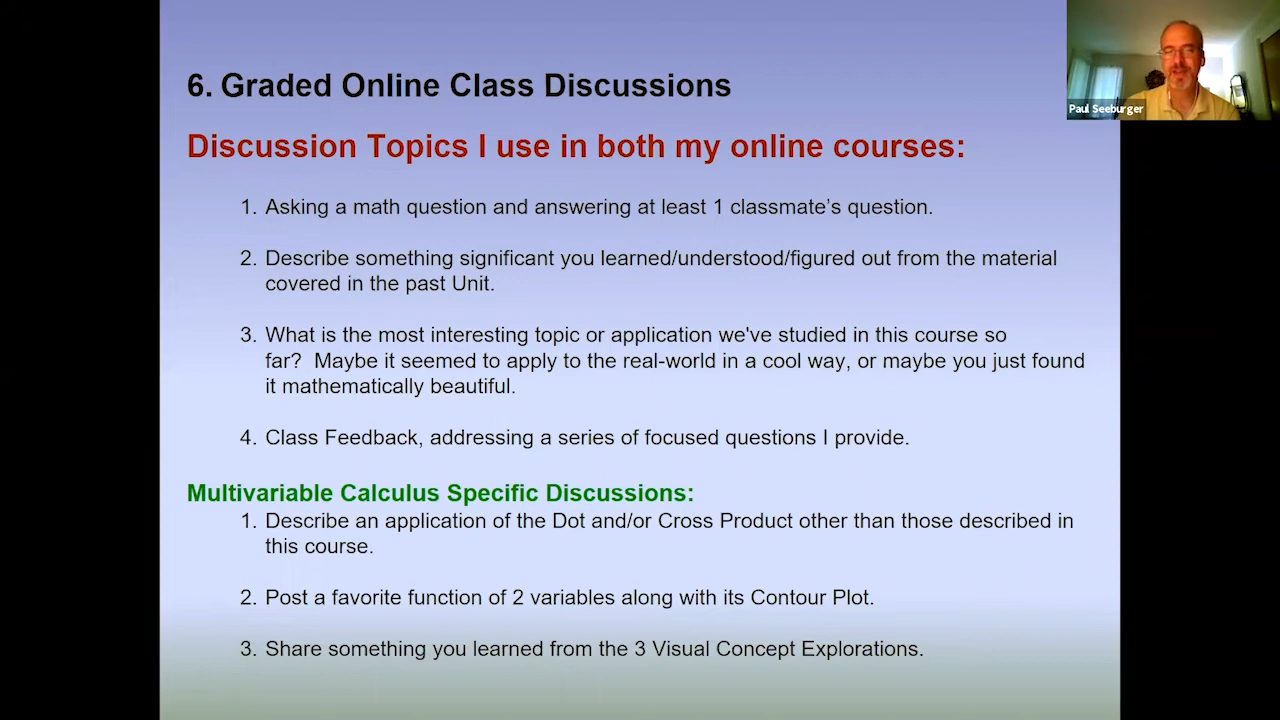 6. Graded Online Class Discussions
Paul Seeburger
Discussion Topics I use in both my online courses:
1. Asking a math question and answering at least 1 classmate’s question.
2. Describe something significant you learned/understood/figured out from the material
covered in the past Unit.
3. What is the most interesting topic or application we've studied in this course so
far?  Maybe it seemed to apply to the real-world in a cool way, or maybe you just found
it mathematically beautiful.
4. Class Feedback, addressing a series of focused questions I provide.
Multivariable Calculus Specific Discussions:
1. Describe an application of the Dot and/or Cross Product other than those described in
this course.
2. Post a favorite function of 2 variables along with its Contour Plot.
3. Share something you learned from the 3 Visual Concept Explorations.